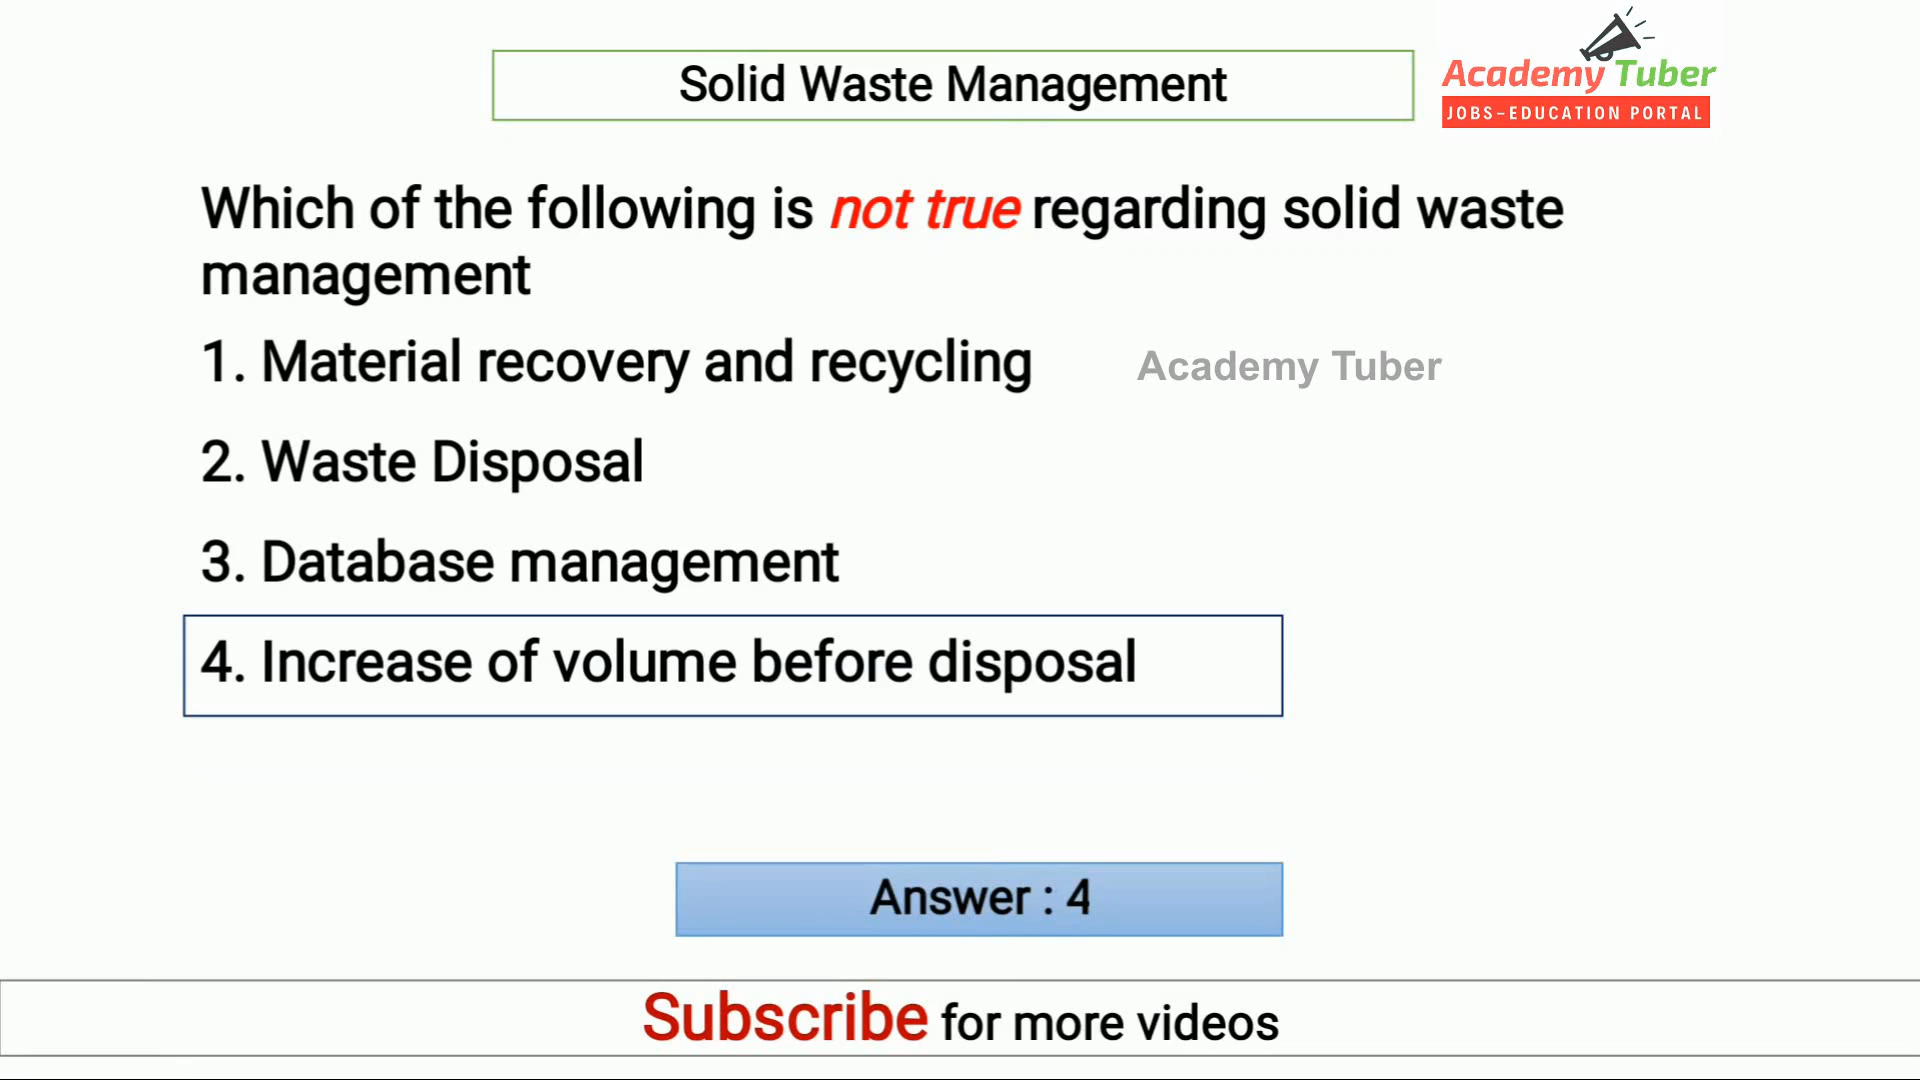 Solid Waste Management
Academy Tuber
JOBS-EDUCATION PORTAL
Which of the following is not true regarding solid waste
management
1. Material recovery and recycling
Academy Tuber
2. Waste Disposal
3. Database management
4. Increase of volume before disposal
Answer : 4
Subscribe for more videos